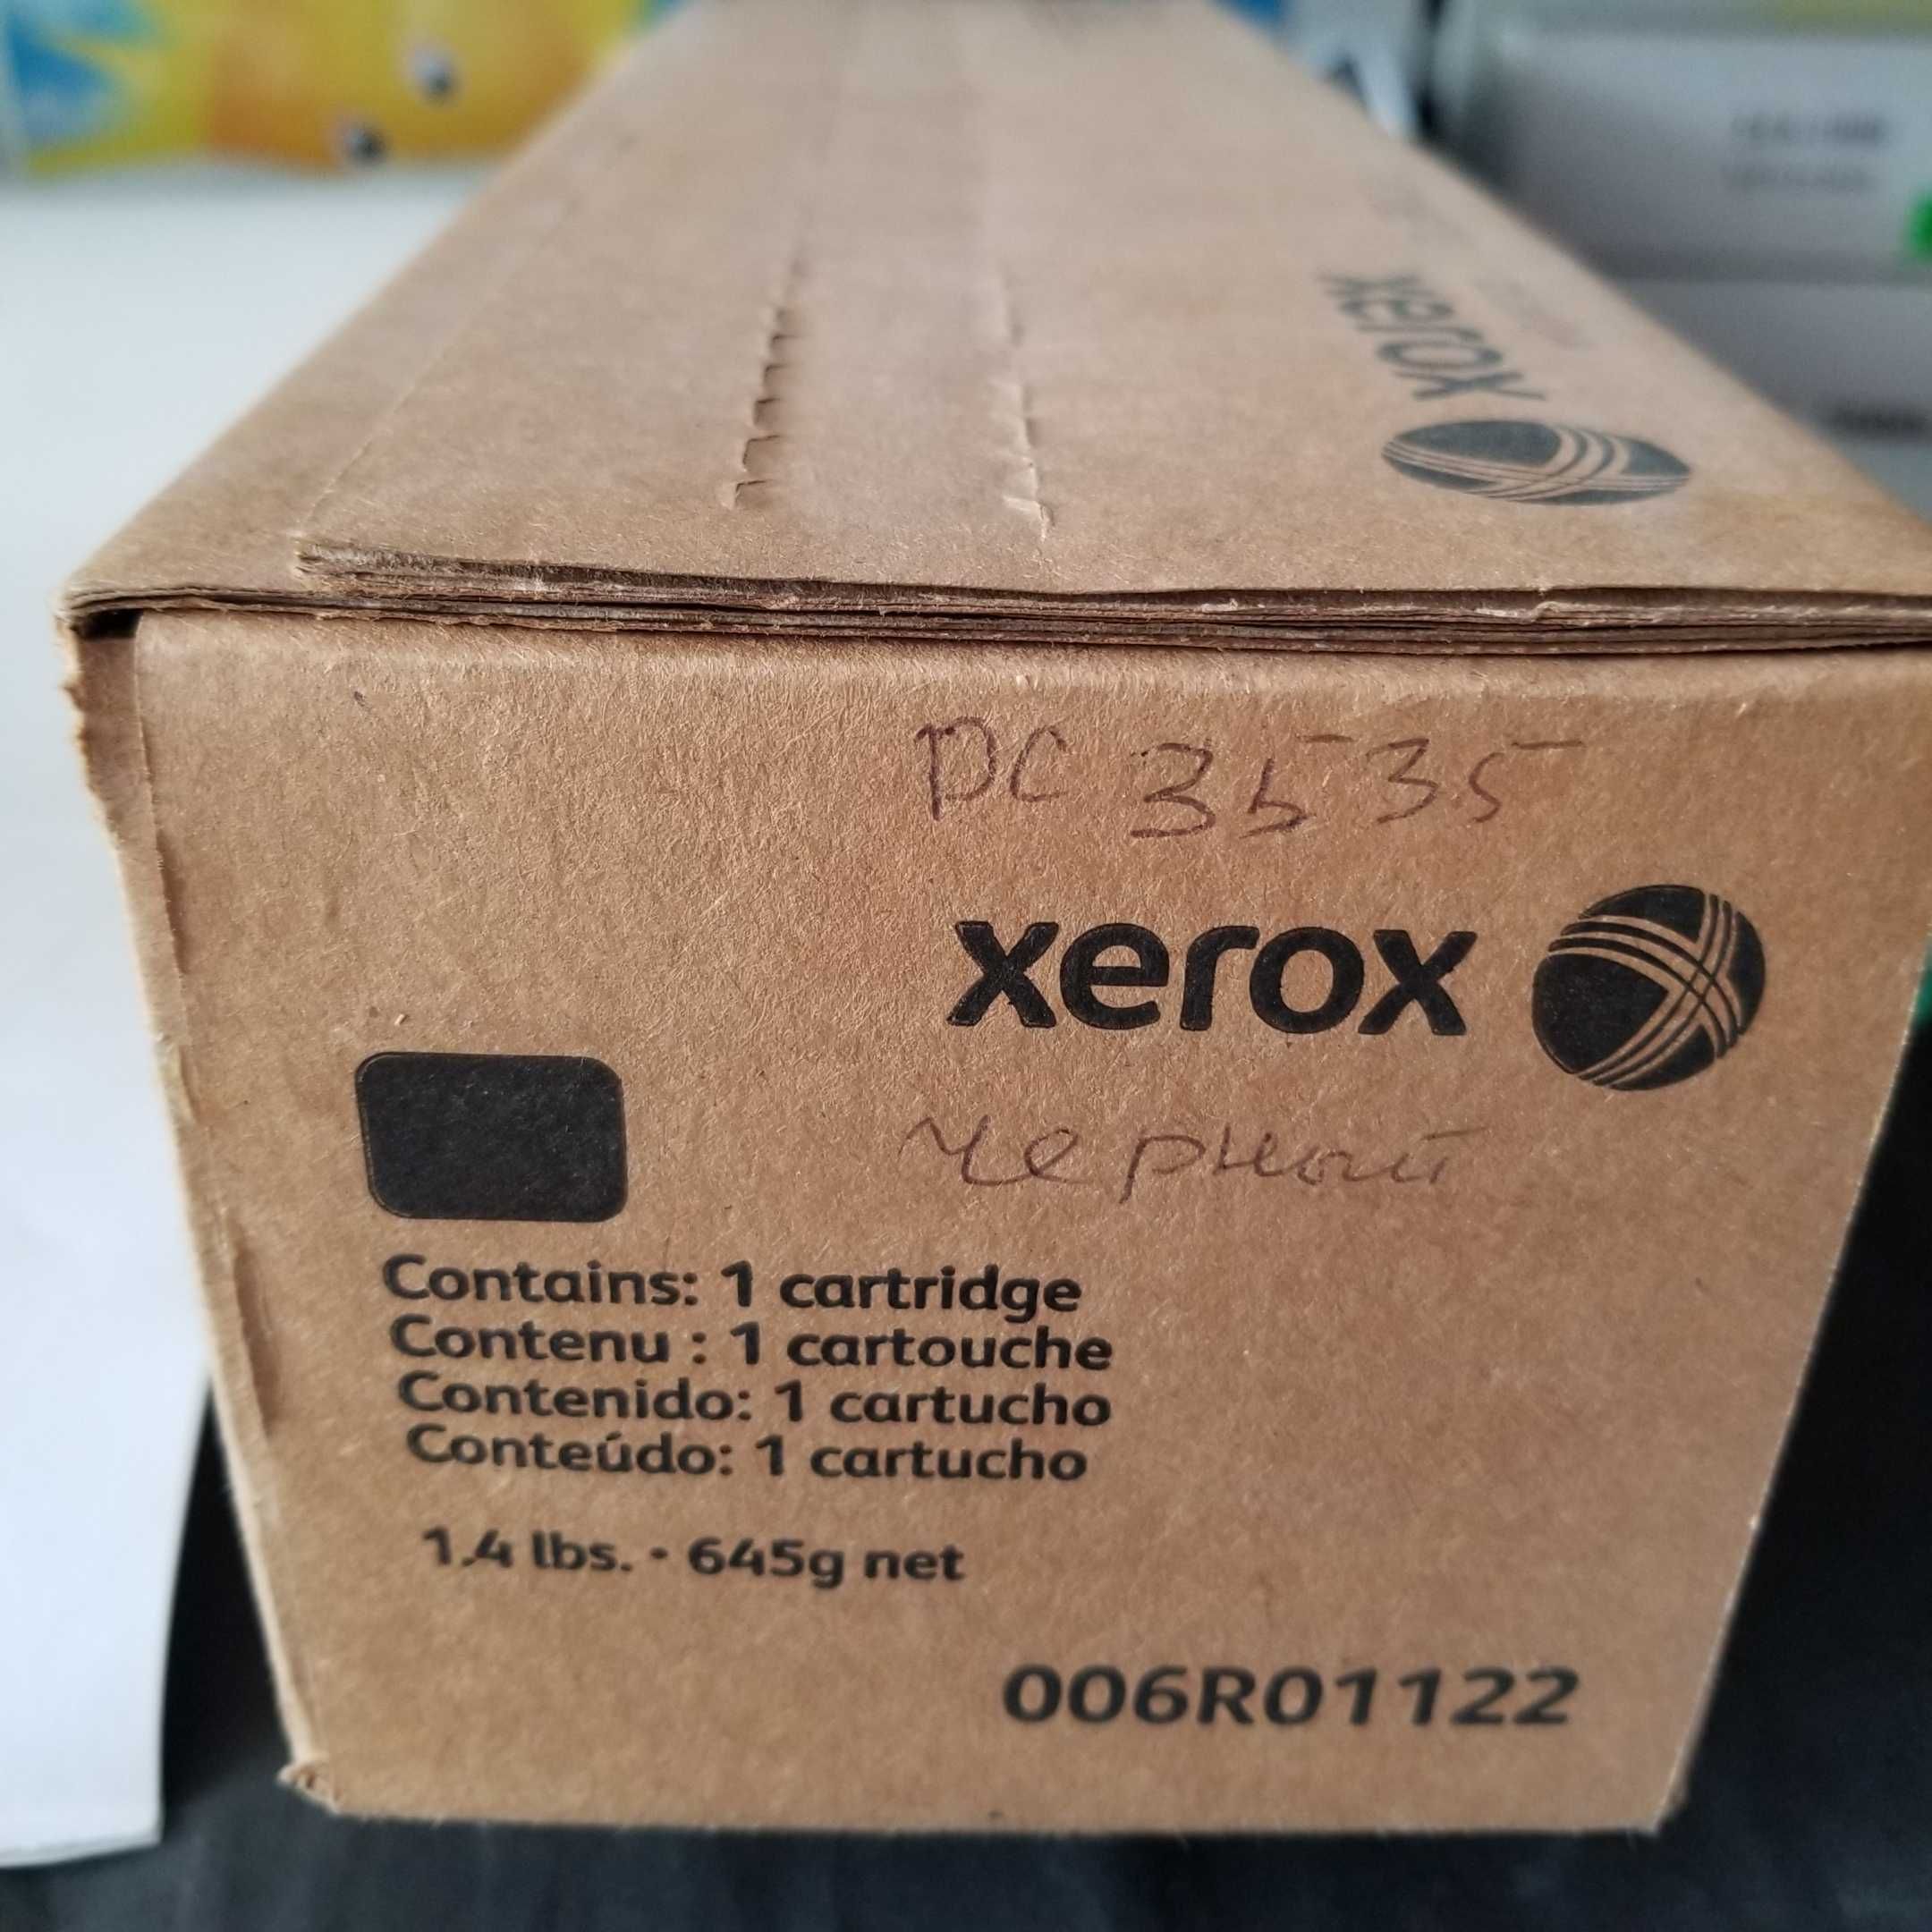 xerox
DC 3535
xerox
черный
Contains: 1 cartridge
Contenu : 1 cartouche
Contenido: 1 cartucho
Conteúdo: 1 cartucho
1.4 lbs. • 645g net
006R01122